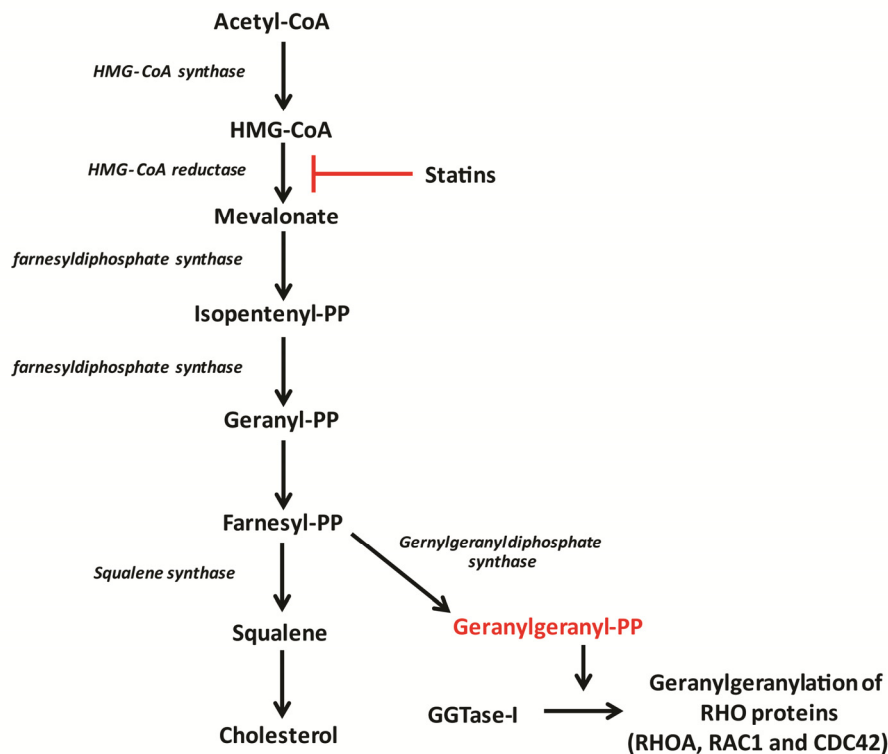 Acetyl-CoA
HMG-CoA synthase
HMG-CoA
HMG-CoA reductase
Statins
Mevalonate
farnesyldiphosphate synthase
Isopentenyl-PP
farnesyldiphosphate synthase
Geranyl-PP
Farnesyl-PP
Gernylgeranyldiphosphate
synthase
Squalene synthase
Geranylgeranyl-PP
Squalene
GGTase-I
Geranylgeranylation of
RHO proteins
(RHOA, RAC1 and CDC42)
Cholesterol